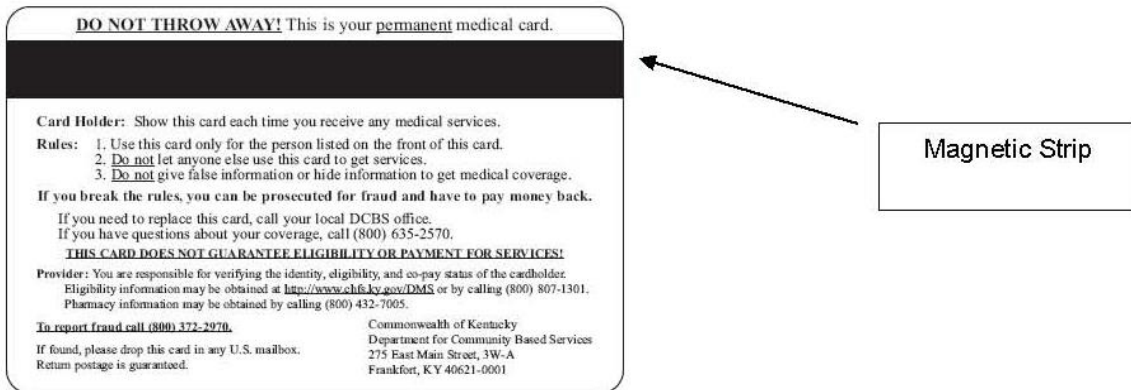 DO NOT THROW AWAY! This is your permanent medical card.
Magnetic Strip
Card Holder: Show this card each time you receive any medical services.
Rules: 1. Use this card only for the person listed on the front of this card.
2. Do not let anyone else use this card to get services.
3. Do not give false information or hide information to get medical coverage.
If you break the rules, you can be prosecuted for fraud and have to pay money back.
If you need to replace this card, call your local DCBS office.
If you have questions about your coverage, call (800) 635-2570.
THIS CARD DOES NOT GUARANTEE ELIGIBILITY OR PAYMENT FOR SERVICES!
Provider: You are responsible for verifying the identity, eligibility, and co-pay status of the cardholder.
Eligibility information may be obtained at http://www.chfs.ky.gov/DMS or by calling (800) 807-1301.
Pharmacy information may be obtained by calling (800) 432-7005.
To report fraud call (800) 372-2970.
If found, please drop this card in any U.S. mailbox.
Return postage is guaranteed.
Commonwealth of Kentucky
Department for Community Based Services
275 East Main Street, 3W-A
Frankfort, KY 40621-0001